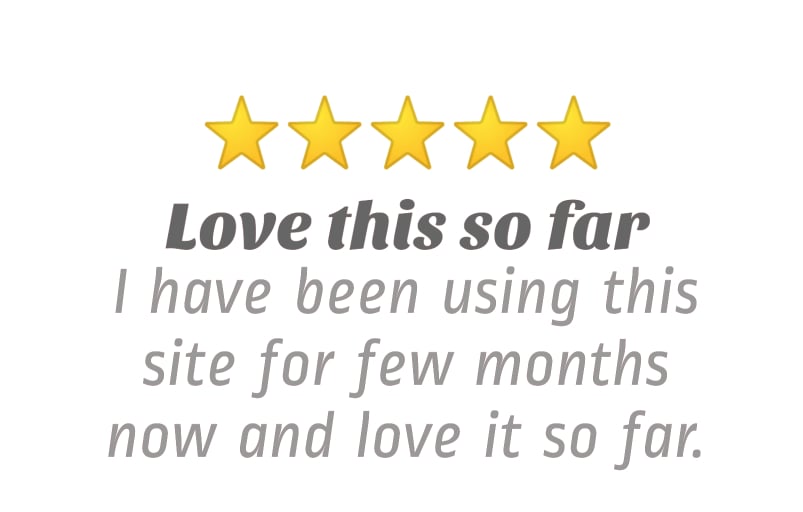 Love this so far
I have been using this
site for few months
now and love it so far.